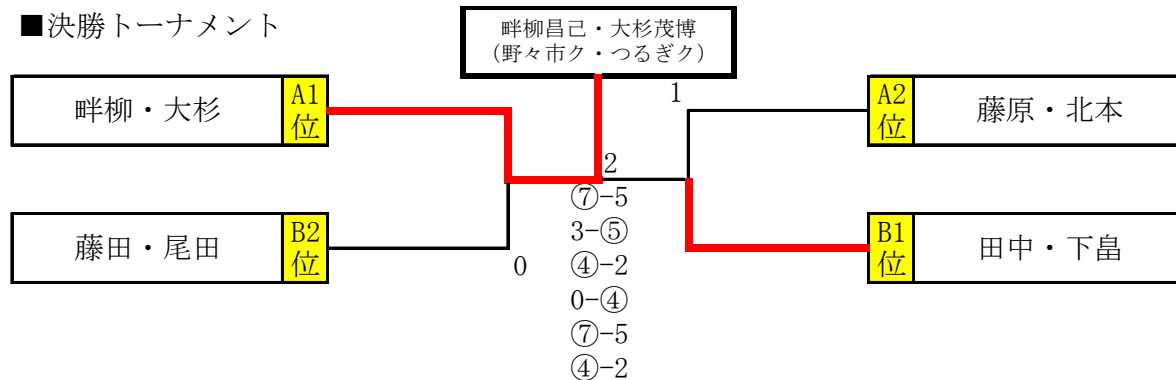 ■決勝トーナメント
畔柳昌己・大杉茂博
(野々市ク・つるぎク)
畔柳・大杉
A1
位
1
A2
位
藤原・北本
2
⑦-5
3-⑤
④-2
0-④
⑦-5
④-2
藤田・尾田
B2
位
0
B1
位
田中・下畠